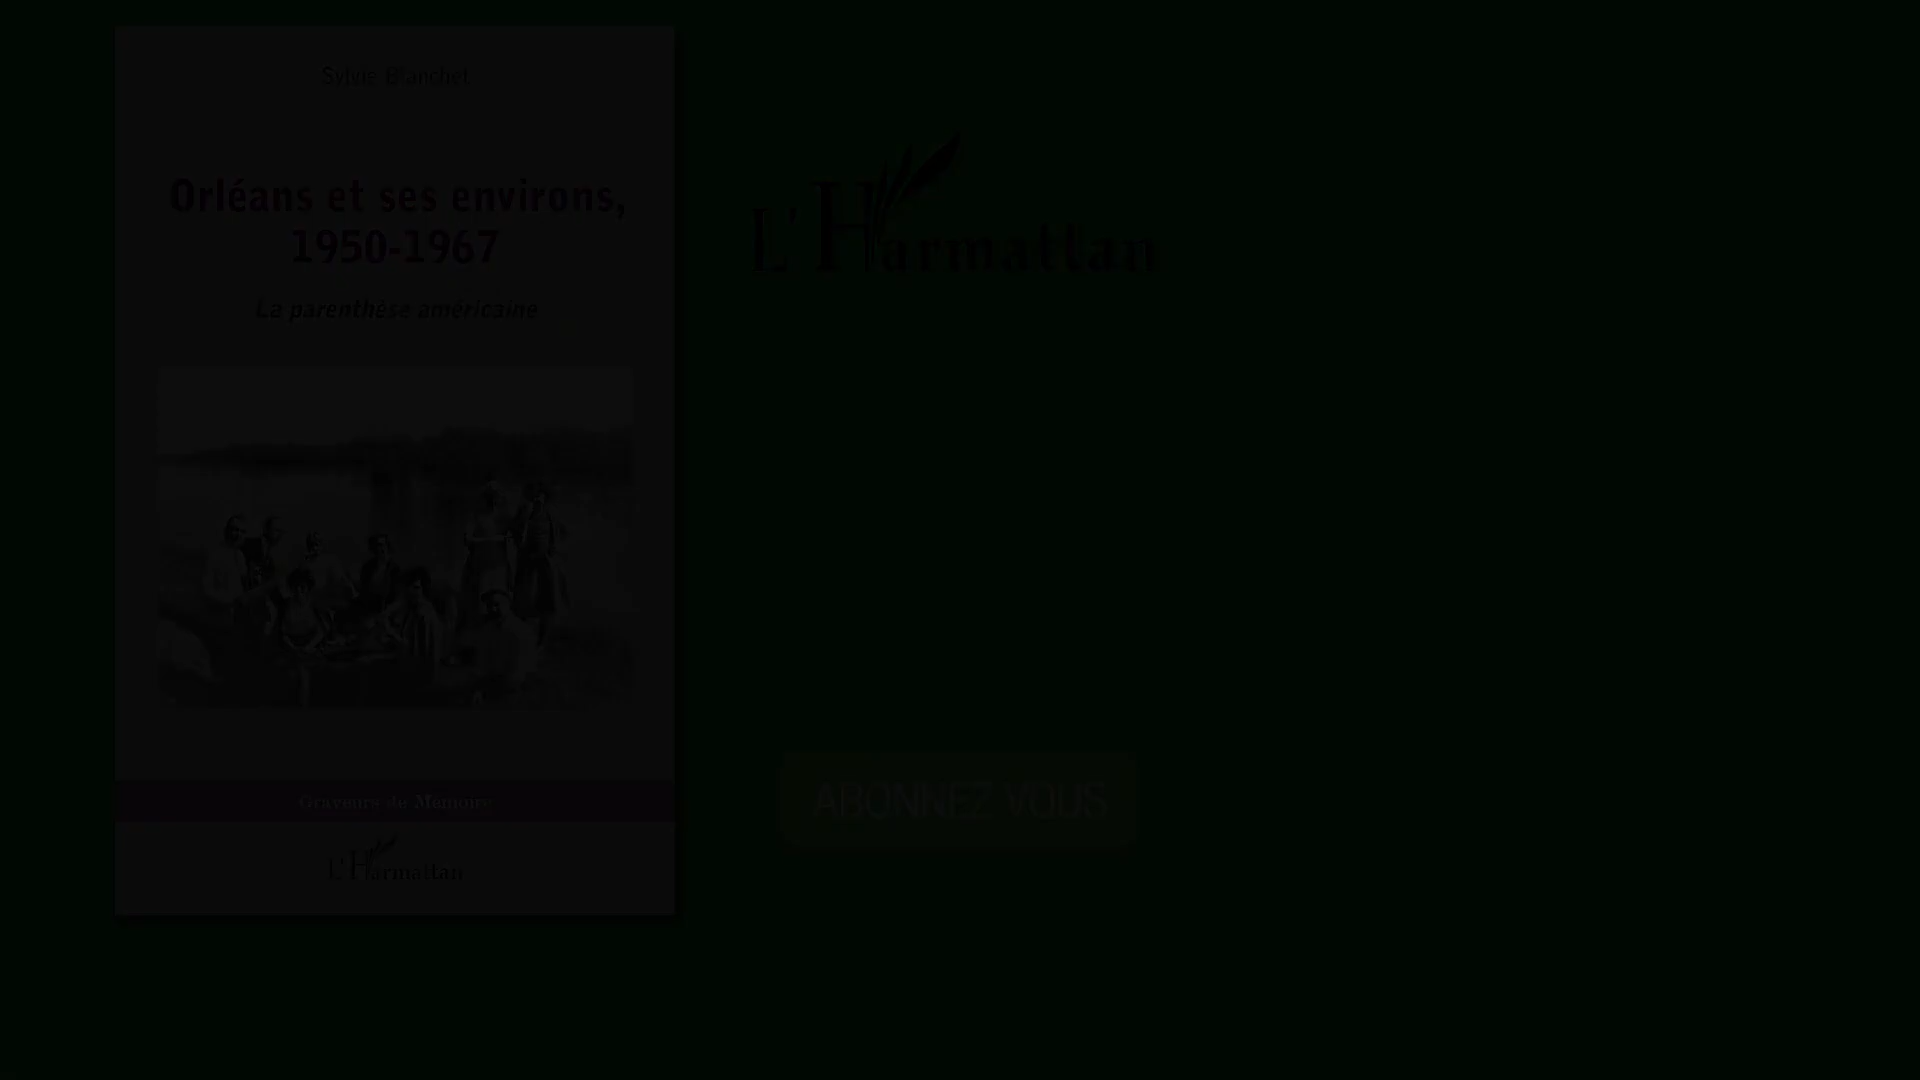 Sylvie Blanchet
Orléans et ses environs,
1950-1967
La parenthèse américaine
Graveurs de Mémoire
L'Harmattan
L'Harmattan
ABONNEZ VOUS